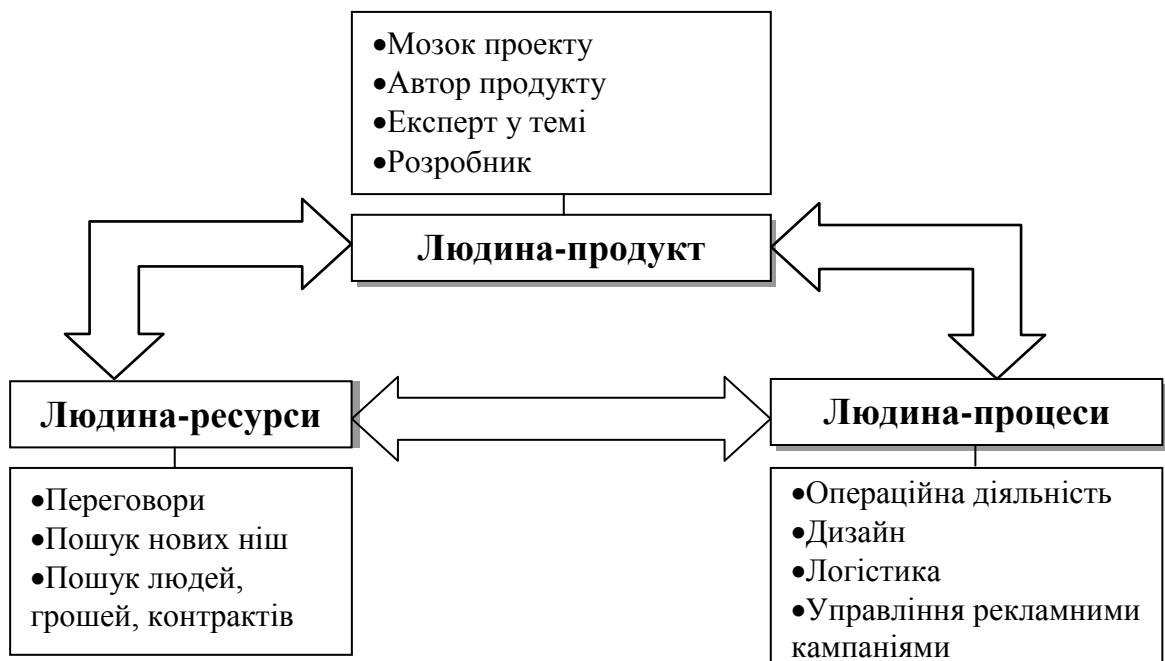 •Мозок проекту
•Автор продукту
•Експерт у темі
•Розробник
Людина-продукт
Людина-ресурси
•Переговори
•Пошук нових ніш
•Пошук людей,
грошей, контрактів
Людина-процеси
•Операційна діяльність
•Дизайн
•Логістика
•Управління рекламними
кампаніями